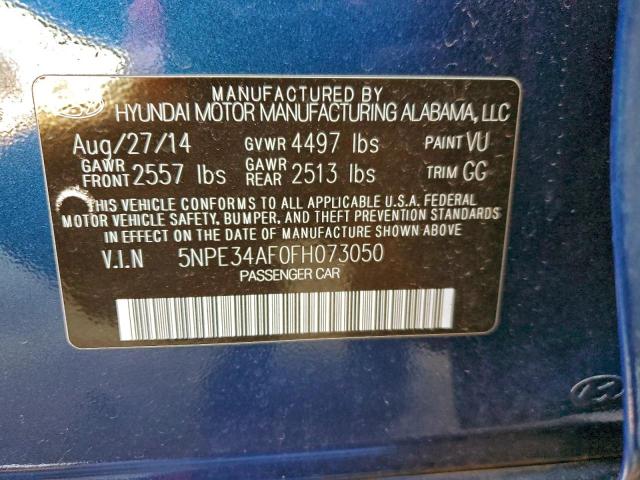 MANUFACTURED BY
HYUNDAI MOTOR MANUFACTURING ALABAMA, LLC
Aug/27/14 GVWR 4497 lbs PAINT VU
GAWR FRONT 2557 lbs GAWR REAR 2513 lbs TRIM GG
THIS VEHICLE CONFORMS TO ALL APPLICABLE U.S.A. FEDERAL
MOTOR VEHICLE SAFETY, BUMPER, AND THEFT PREVENTION
STANDARDS IN EFFECT ON THE DATE OF MANUFACTURE SHOWN ABOVE
V.I.N 5NPE34AF0FH073050
PASSENGER CAR